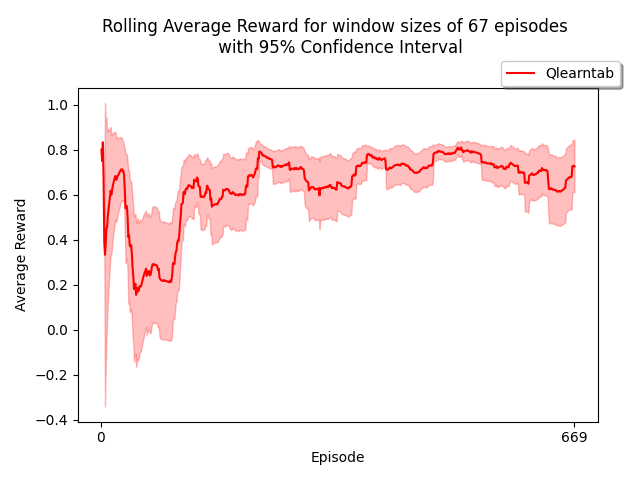 Rolling Average Reward for window sizes of 67 episodes
with 95% Confidence Interval
Qlearntab
1.0
0.8
0.6
0.4
0.2
0.0
−0.2
−0.4
Average Reward
0
669
Episode